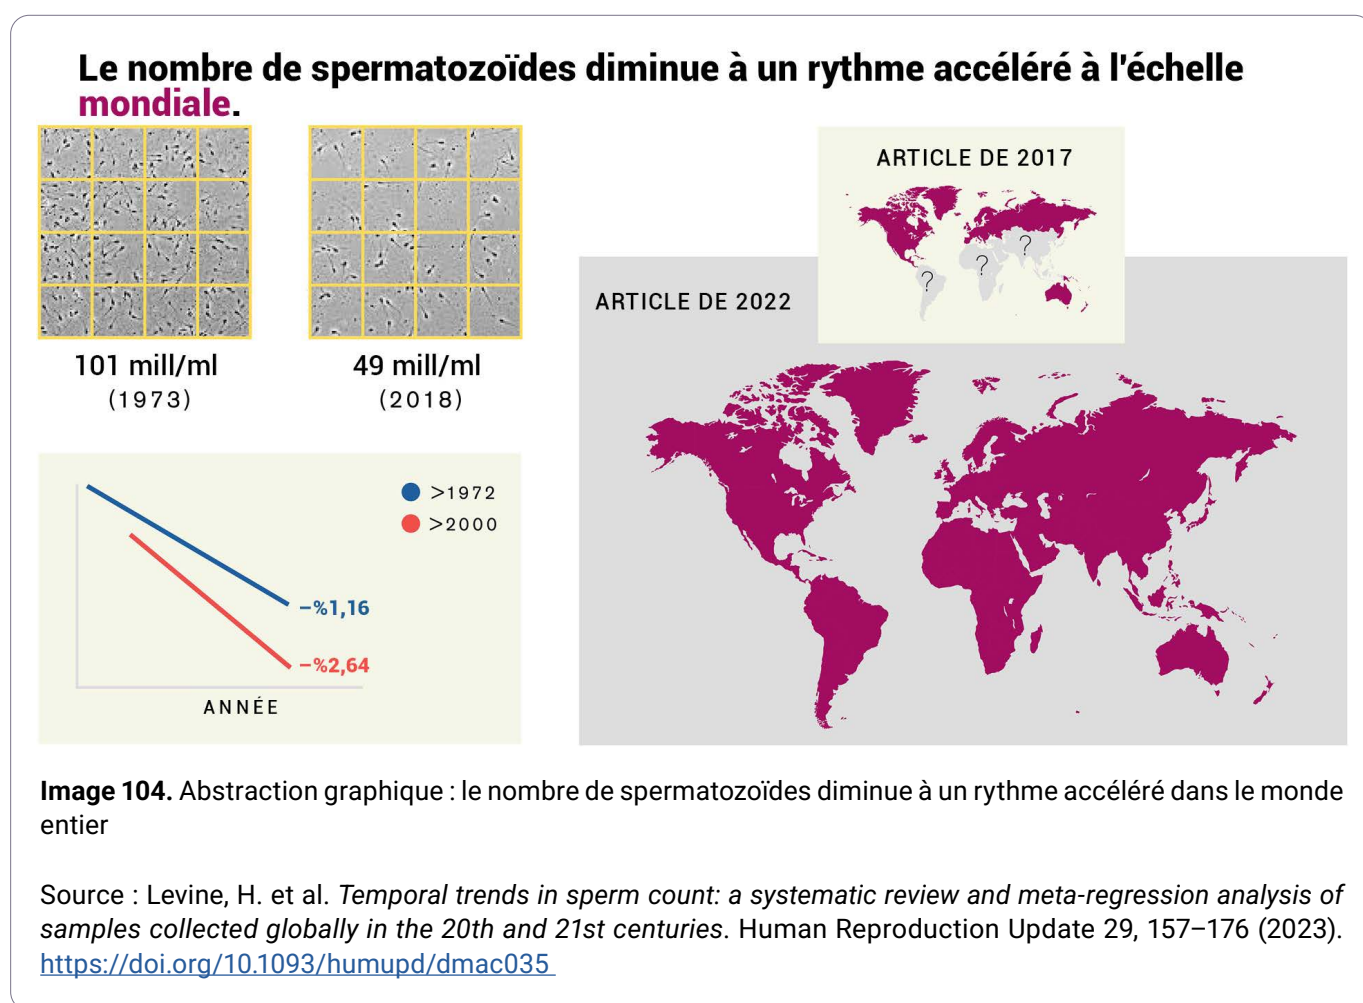 Le nombre de spermatozoïdes diminue à un rythme accéléré à l'échelle
mondiale.
101 mill/ml
(1973)
49 mill/ml
(2018)
>1972
>2000
–%1,16
–%2,64
ANNÉE
ARTICLE DE 2017
?
?
?
ARTICLE DE 2022
Image 104. Abstraction graphique : le nombre de spermatozoïdes diminue à un rythme accéléré dans le monde
entier
Source : Levine, H. et al. Temporal trends in sperm count: a systematic review and meta-regression analysis of
samples collected globally in the 20th and 21st centuries. Human Reproduction Update 29, 157–176 (2023).
https://doi.org/10.1093/humupd/dmac035